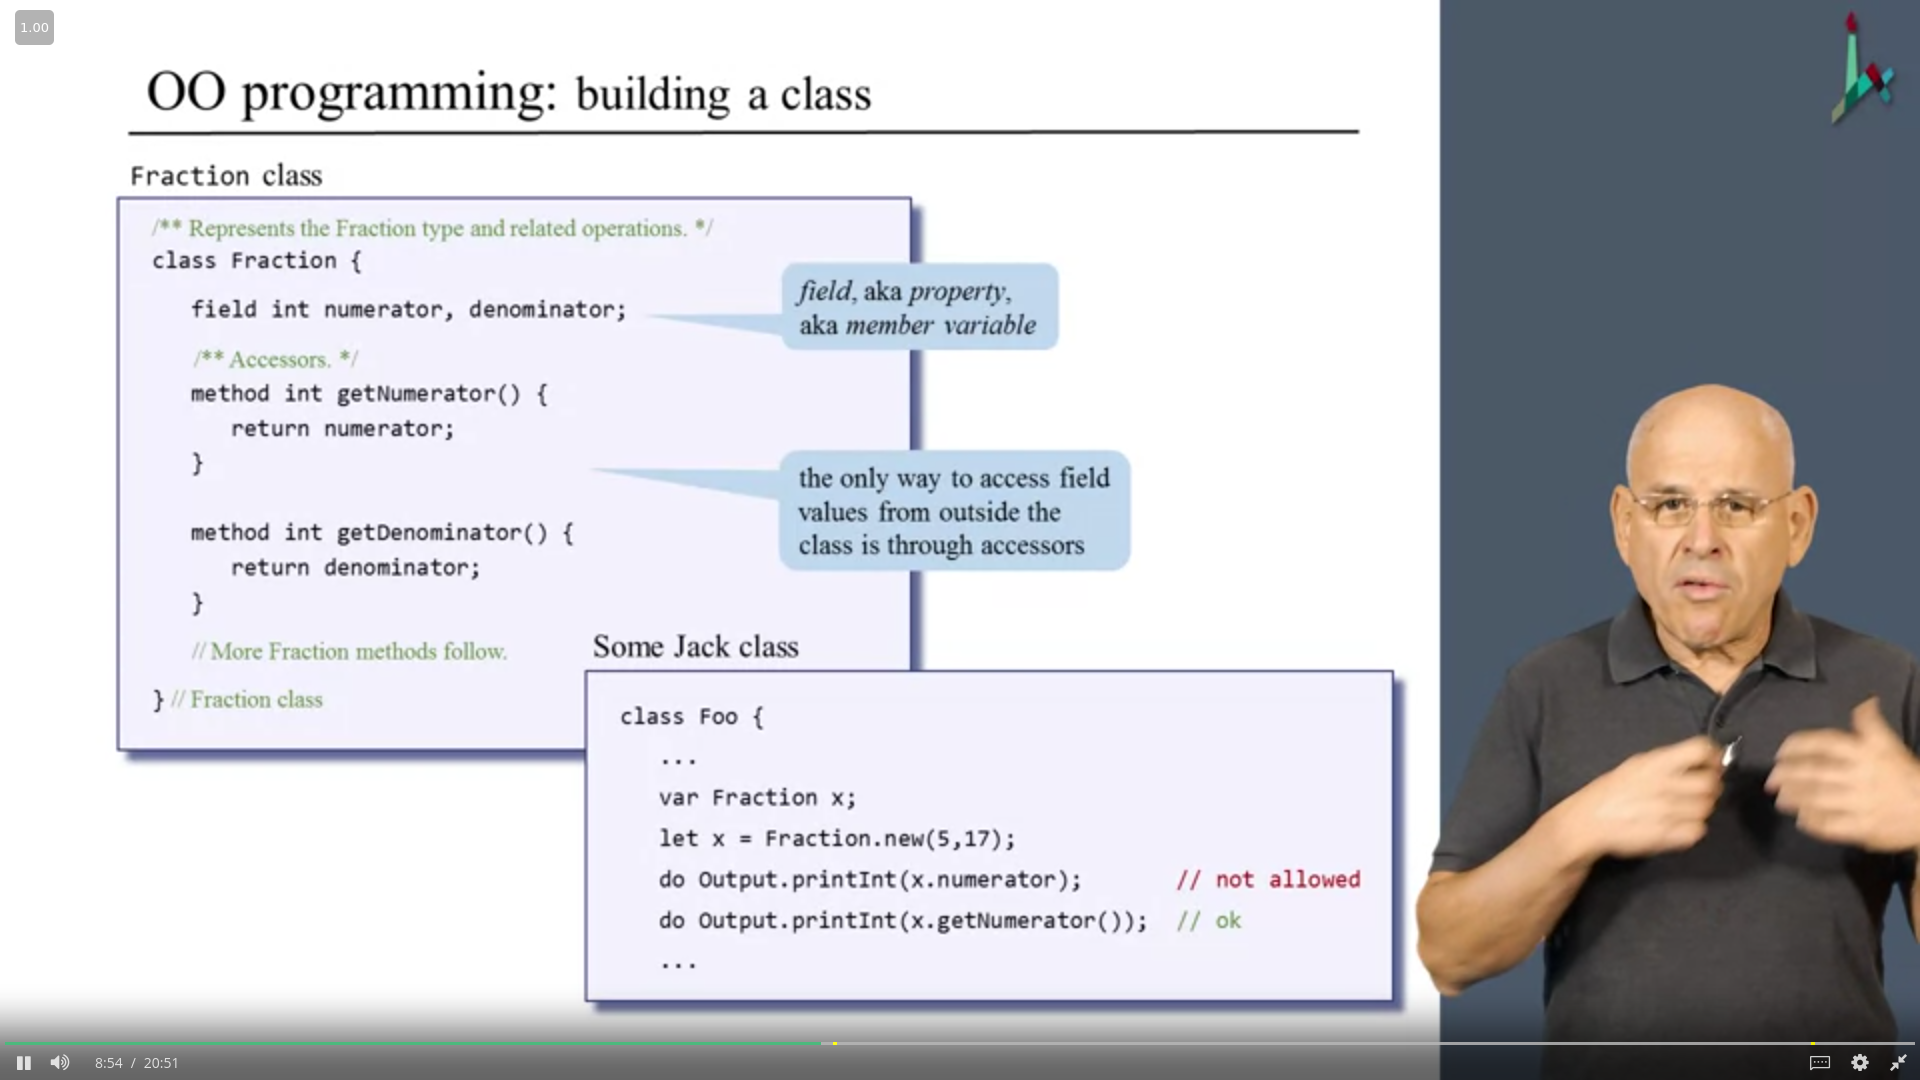 1.00
OO programming: building a class
Fraction class
/** Represents the Fraction type and related operations. */
class Fraction {
field int numerator, denominator;
field, aka property,
aka member variable
/** Accessors. */
method int getNumerator() {
return numerator;
}
the only way to access field
values from outside the
class is through accessors
method int getDenominator() {
return denominator;
}
// More Fraction methods follow.
} // Fraction class
Some Jack class
class Foo {
...
var Fraction x;
let x = Fraction.new(5,17);
do Output.printInt(x.numerator); // not allowed
do Output.printInt(x.getNumerator()); // ok
...
8:54 / 20:51